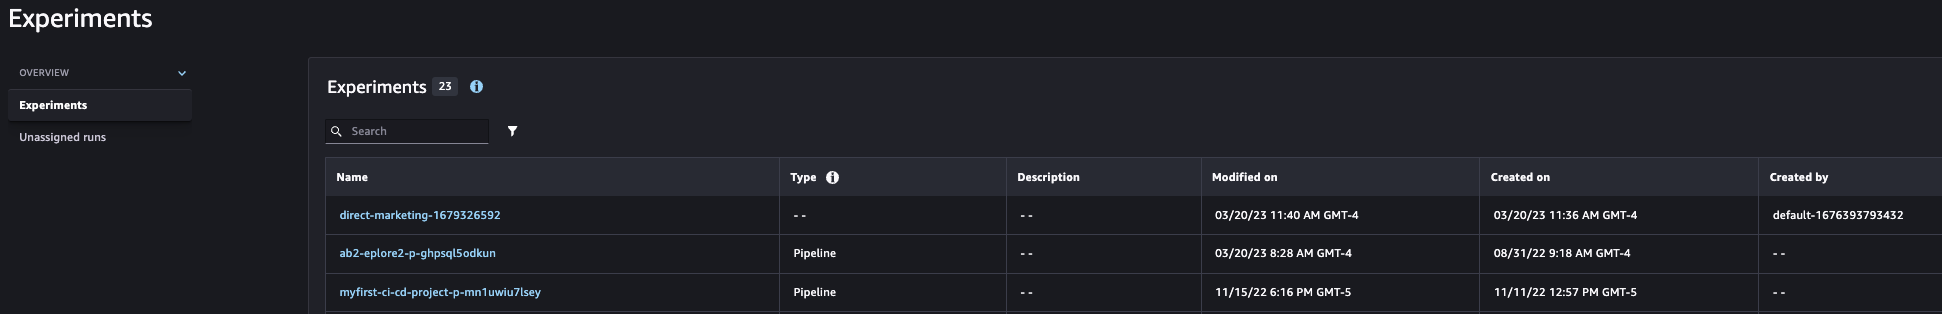 Experiments
OVERVIEW
Experiments
Unassigned runs
Experiments 23
Search
Name Type Description Modified on Created on Created by
direct-marketing-1679326592 -- -- 03/20/23 11:40 AM GMT-4 03/20/23 11:36 AM GMT-4 default-1676393793432
ab2-eplore2-p-ghpsql5odkun Pipeline -- 03/20/23 8:28 AM GMT-4 08/31/22 9:18 AM GMT-4 --
myfirst-ci-cd-project-p-mn1uwiu7lsey Pipeline -- 11/15/22 6:16 PM GMT-5 11/11/22 12:57 PM GMT-5 --